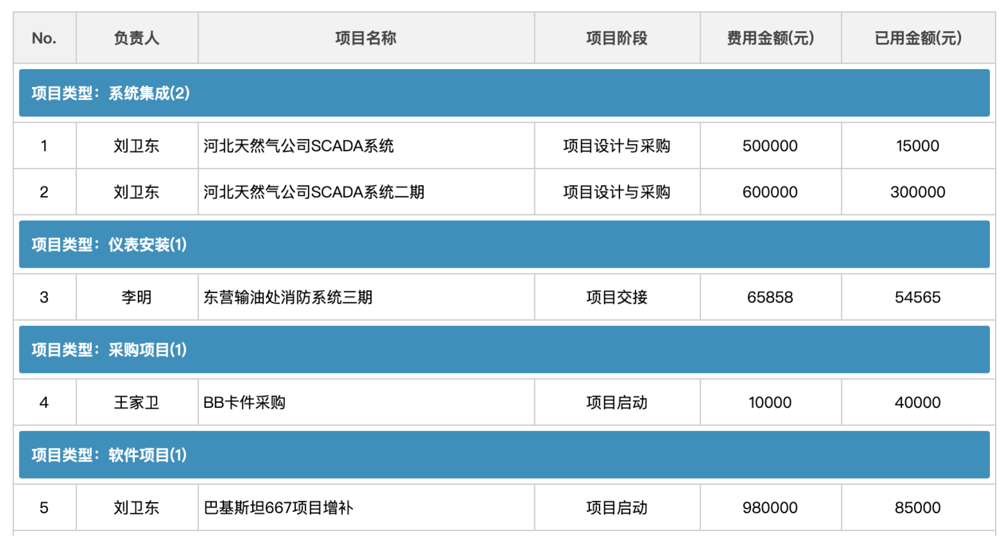 No. 负责人 项目名称 项目阶段 费用金额(元) 已用金额(元)
项目类型：系统集成(2)
1 刘卫东 河北天然气公司SCADA系统 项目设计与采购 500000 15000
2 刘卫东 河北天然气公司SCADA系统二期 项目设计与采购 600000 300000
项目类型：仪表安装(1)
3 李明 东营输油处消防系统三期 项目交接 65858 54565
项目类型：采购项目(1)
4 王家卫 BB卡件采购 项目启动 10000 40000
项目类型：软件项目(1)
5 刘卫东 巴基斯坦667项目增补 项目启动 980000 85000